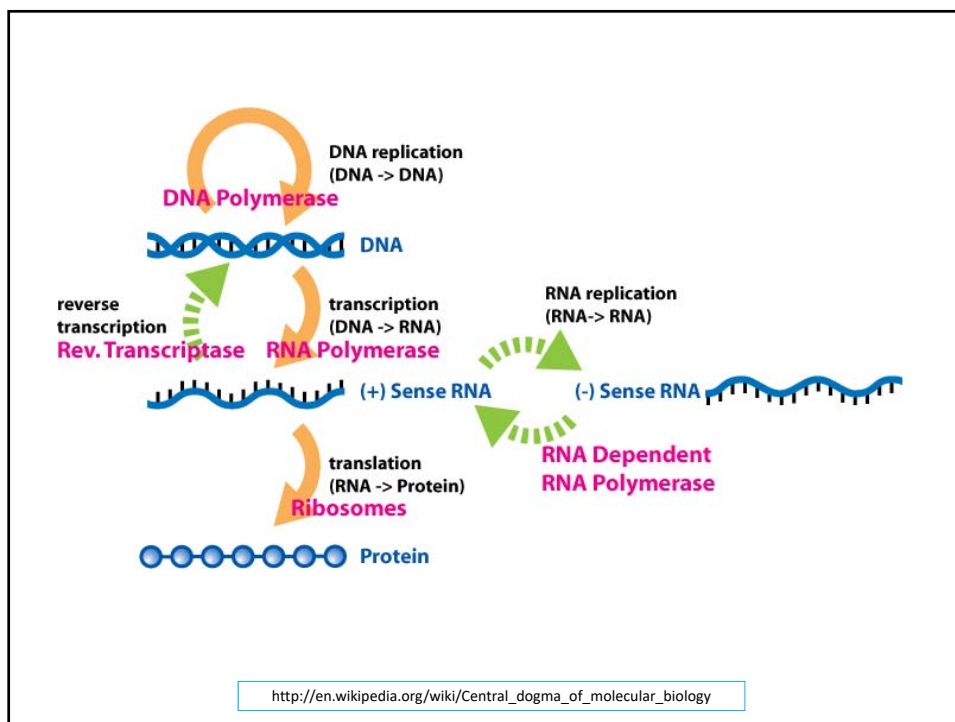 DNA replication
(DNA -> DNA)
DNA Polymerase
DNA
reverse
transcription
Rev. Transcriptase
transcription
(DNA -> RNA)
RNA Polymerase
RNA replication
(RNA-> RNA)
(+) Sense RNA
(-) Sense RNA
RNA Dependent
RNA Polymerase
translation
(RNA -> Protein)
Ribosomes
Protein
http://en.wikipedia.org/wiki/Central_dogma_of_molecular_biology